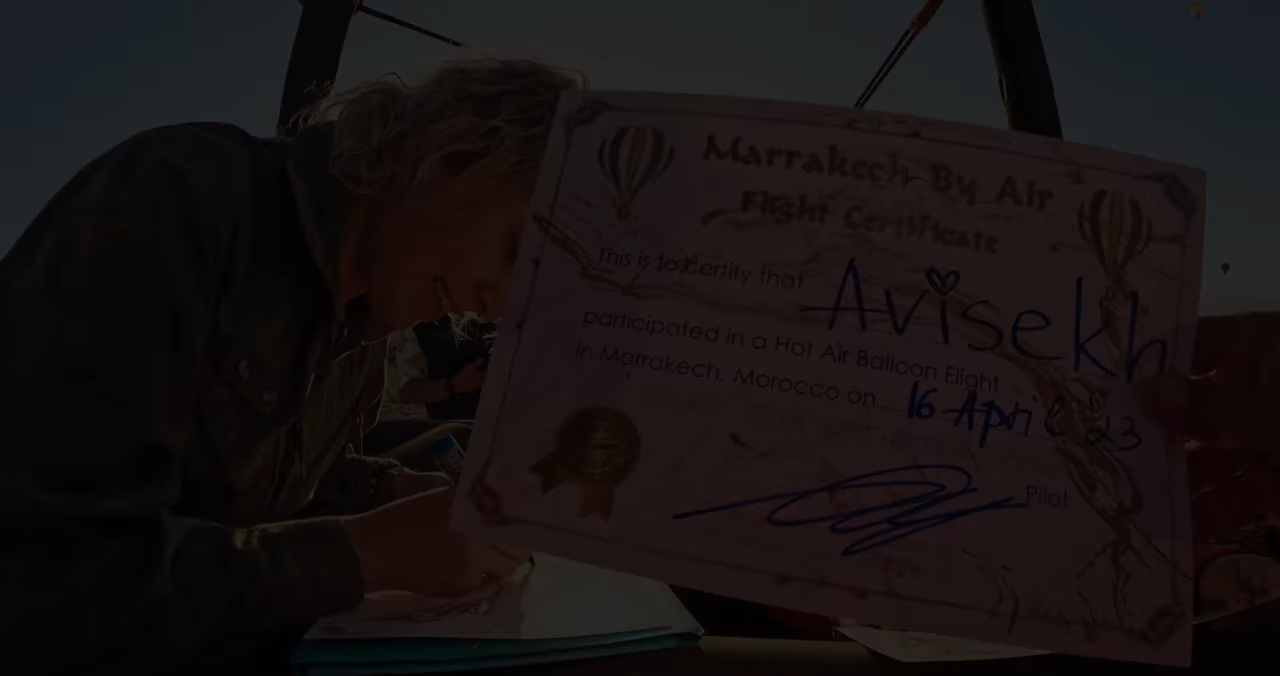 Marrakech By Air
Flight Certificate
This is to certify that Avisekh
participated in a Hot Air Balloon Flight
in Marrakech, Morocco on.....16 April 23
Pilot